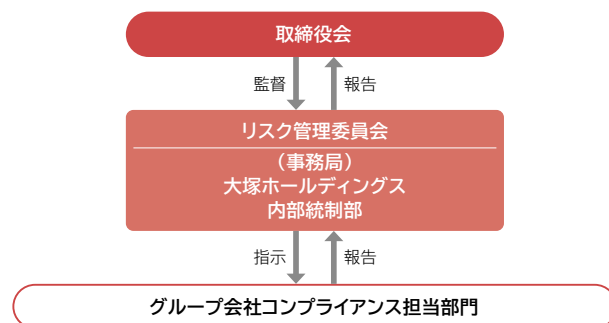 取締役会
監督
報告
リスク管理委員会
（事務局）
大塚ホールディングス
内部統制部
指示
報告
グループ会社コンプライアンス担当部門